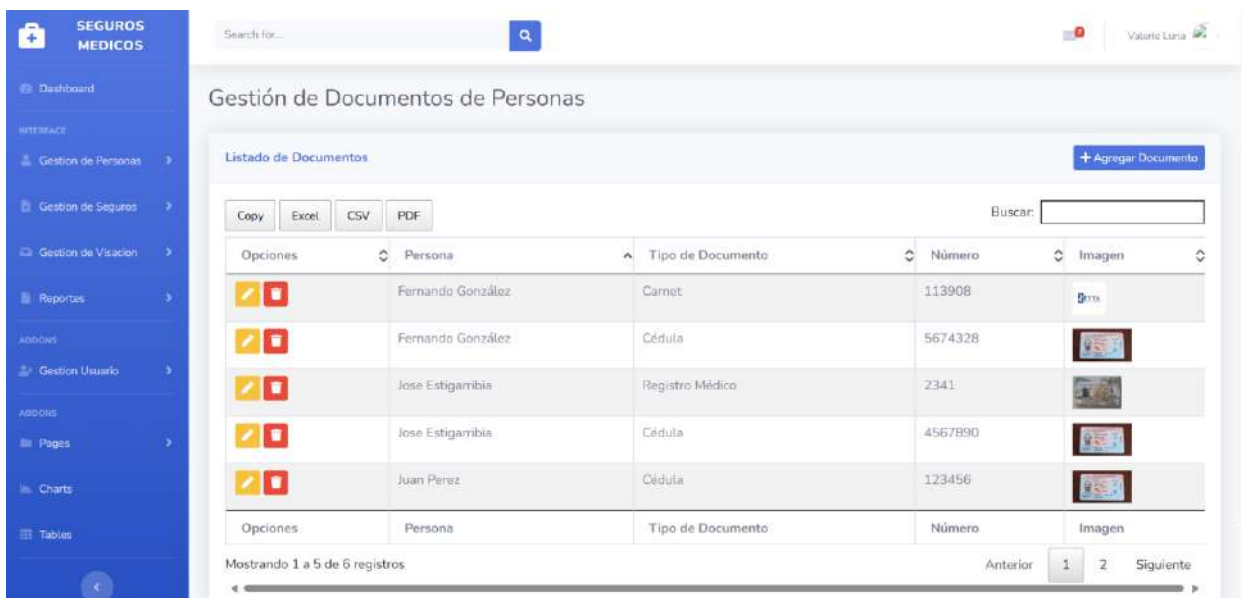 SEGUROS
MEDICOS
Search for...
Valerio Luna
Dashboard
Gestión de Documentos de Personas
INTERFACE
Gestion de Personas
Listado de Documentos
Agregar Documento
Gestion de Seguros
Copy Excel CSV PDF
Buscar:
Gestion de Visacion
Opciones Persona Tipo de Documento Número Imagen
Reportes
Fernando González Carnet 113908
ADDONS
Fernando González Cédula 5674328
Gestion Usuario
Jose Estigarribia Registro Médico 2341
ADDONS
Pages
Jose Estigarribia Cédula 4567890
Charts
Juan Perez Cédula 123456
Tables
Opciones Persona Tipo de Documento Número Imagen
Mostrando 1 a 5 de 6 registros
Anterior 1 2 Siguiente